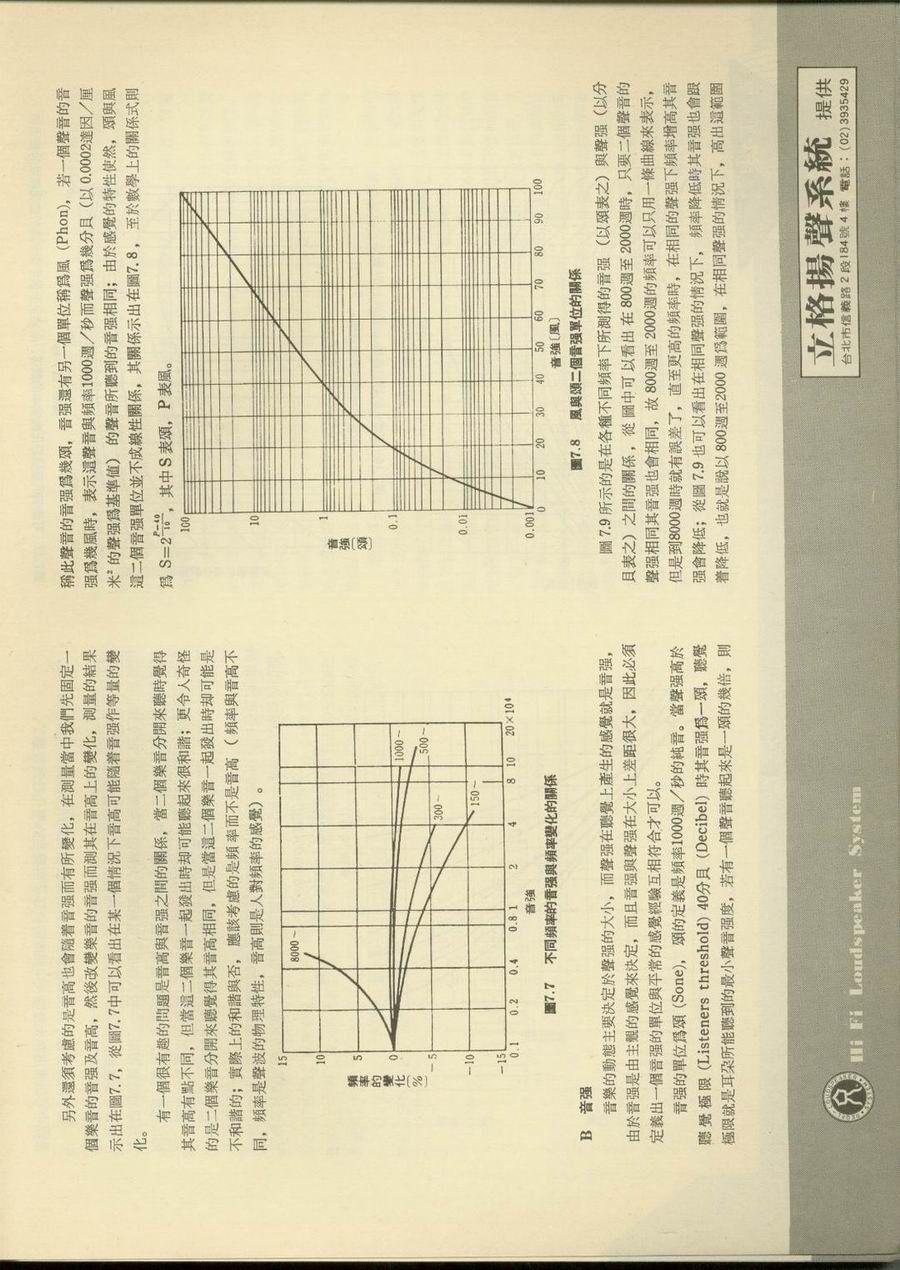 另外還須考慮的是音高也會隨着音强而有所變化，在測量當中我們先固定一
個樂音的音强及音高，然後改變樂音的音强而測其在音高上的變化，測量的結果
示出在圖7.7，從圖7.7中可以看出在某一個情況下音高可能隨着音强作等量的變
化。
有一個很有趣的問題是音高與音强之間的關係，當二個樂音分開來聽時覺得
其音高有點不同，但當這二個樂音一起發出時却可能聽起來很和諧；更令人奇怪
的是二個樂音分開來聽覺得其音高相同，但是當這二個樂音一起發出時却可能是
不和諧的；實際上的和諧與否，應該考慮的是頻率而不是音高（頻率與音高不
同，頻率是聲波的物理特性，音高則是人對頻率的感覺）。
頻率的變化〔%〕
15
10
5
0
-5
-10
-15
0.1
0.2
0.4
0.8
1
2
4
8
10
20×10⁴
8000~
1000~
500~
300~
150~
音强
圖7.7 不同頻率的音强與頻率變化的關係
B 音强
音樂的動態主要決定於聲强的大小，而聲强在聽覺上產生的感覺就是音强，
由於音强是由主觀的感覺來決定，而且音强與聲强在大小上差距很大，因此必須
定義出一個音强的單位與平常的感覺經驗互相符合才可以。
音强的單位爲頌(Sone)，頌的定義是頻率1000週／秒的純音。當聲强高於
聽覺極限(Listeners threshold) 40分貝(Decibel)時其音强爲一頌，聽覺
極限就是耳朶所能聽到的最小聲音强度，若有一個聲音聽起來是一頌的幾倍，則
稱此聲音的音强爲幾頌，音强還有另一個單位稱爲風(Phon)，若一個聲音的音
强爲幾風時，表示這聲音與頻率1000週／秒而聲强爲幾分貝（以0.0002達因／厘
米²的聲强爲基準值）的聲音所聽到的音强相同；由於感覺的特性使然，頌與風
這二個音强單位並不成線性關係，其關係示出在圖7.8，至於數學上的關係式則
爲S=2^((P-40)/10)，其中S表頌，P表風。
音强〔頌〕
100
10
1
0.1
0.01
0.001
0
10
20
30
40
50
60
70
80
90
100
音强〔風〕
圖7.8 風與頌二個音强單位的關係
圖7.9所示的是在各種不同頻率下所測得的音强（以頌表之）與聲强（以分
貝表之）之間的關係，從圖中可以看出在800週至2000週時，只要二個聲音的
聲强相同其音强也會相同，故800週至2000週的頻率可以只用一條曲線來表示，
但是到8000週時就有誤差了，直至更高的頻率時，在相同的聲强下頻率增高其音
强會降低；從圖7.9也可以看出在相同聲强的情況下，頻率降低時其音强也會跟
着降低，也就是說以800週至2000週爲範圍，在相同聲强的情況下，高出這範圍
Hi Fi Loudspeaker System
立格揚聲系統 提供
台北市信義路2段184號4樓 電話：(02)3935429